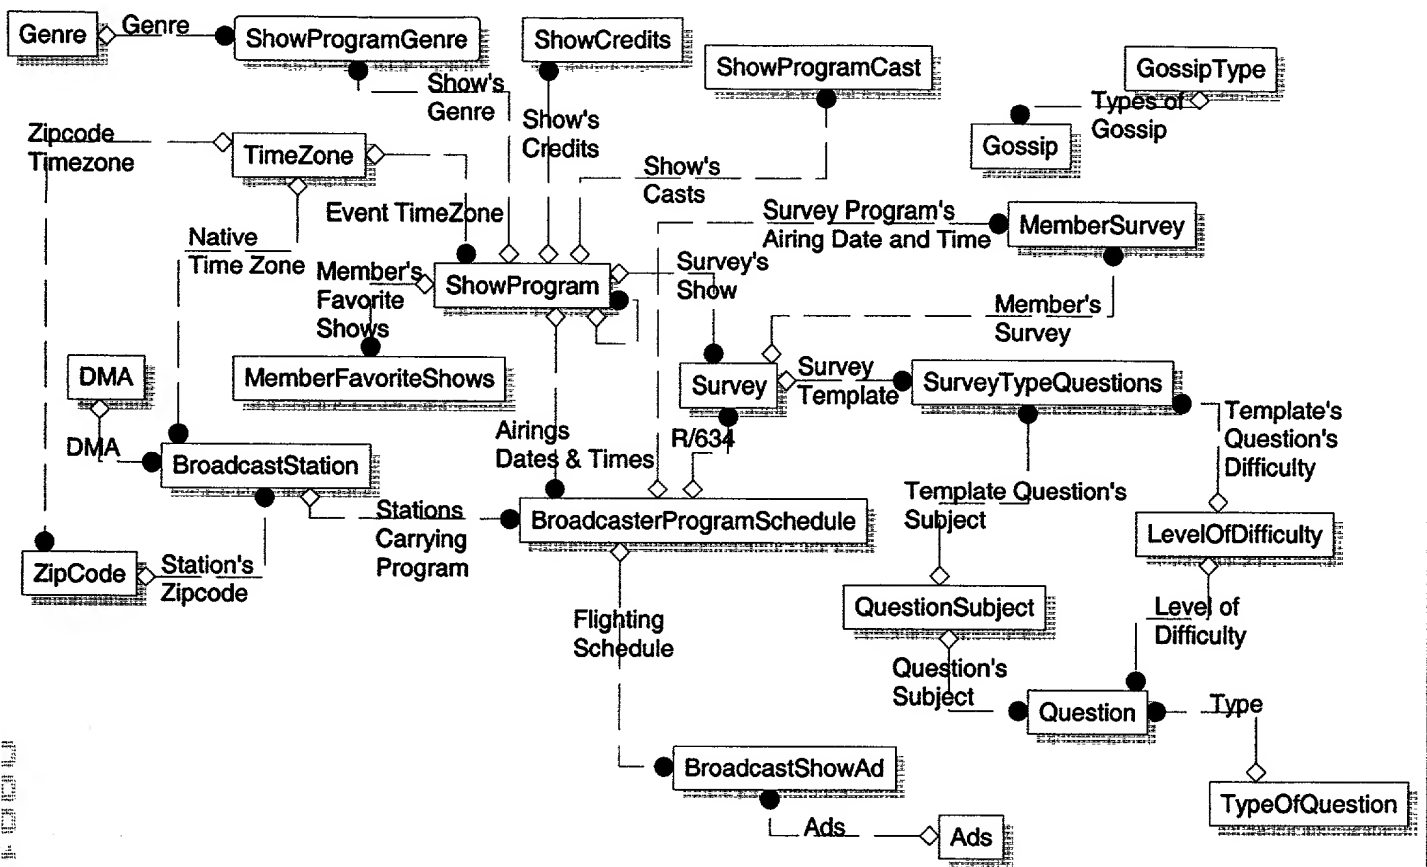 Genre
Genre
ShowProgramGenre
ShowCredits
ShowProgramCast
GossipType
Show's
Genre
Types of
Gossip
Gossip
Zipcode
Timezone
TimeZone
Show's
Credits
Show's
Casts
Event TimeZone
Survey Program's
Airing Date and Time
MemberSurvey
Native
Time Zone
Member's
Favorite
Shows
ShowProgram
Survey's
Show
Member's
Survey
DMA
MemberFavoriteShows
Survey
Survey
Template
SurveyTypeQuestions
DMA
BroadcastStation
Airings
Dates & Times
R/634
Template's
Question's
Difficulty
Stations
Carrying
Program
BroadcasterProgramSchedule
Template Question's
Subject
LevelOfDifficulty
ZipCode
Station's
Zipcode
QuestionSubject
Flighting
Schedule
Level of
Difficulty
Question's
Subject
Question
Type
BroadcastShowAd
TypeOfQuestion
Ads
Ads